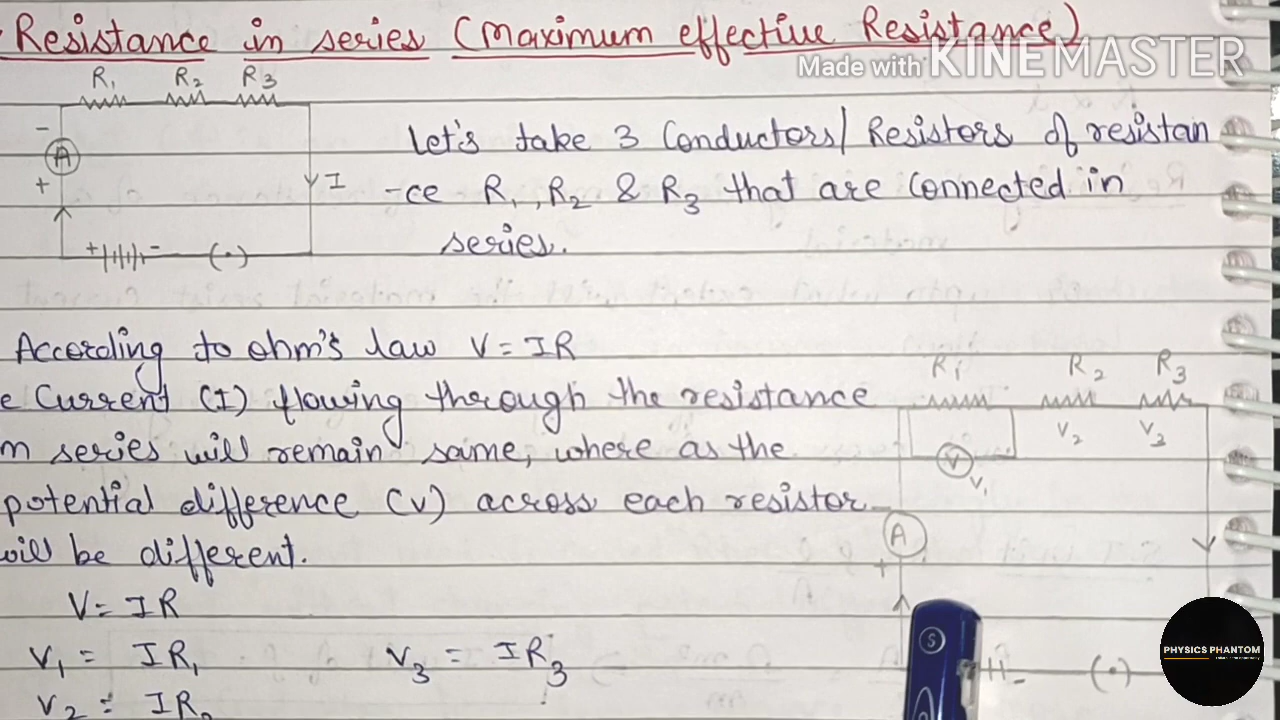 Resistance in series (Maximum effective Resistance)
Made with KINEMASTER
R1 R2 R3
-
A
+
I
+ -
(.)
Let's take 3 Conductors/ Resistors of resistan
-ce R1, R2 & R3 that are connected in
series.
According to ohm's law V = IR
e Current (I) flowing through the resistance
n series will remain same, where as the
potential difference (v) across each resistor
will be different.
V = IR
V1 = IR1
V3 = IR3
V2 = IR2
R1 R2 R3
V V1 V2 V3
A
+
S
-
(.)
PHYSICS PHANTOM